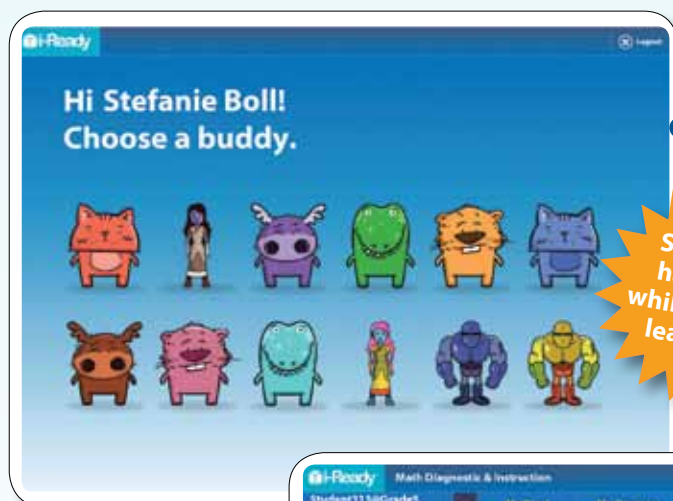 i-Ready
Logout
Hi Stefanie Boll!
Choose a buddy.
i-Ready Math Diagnostic & Instruction